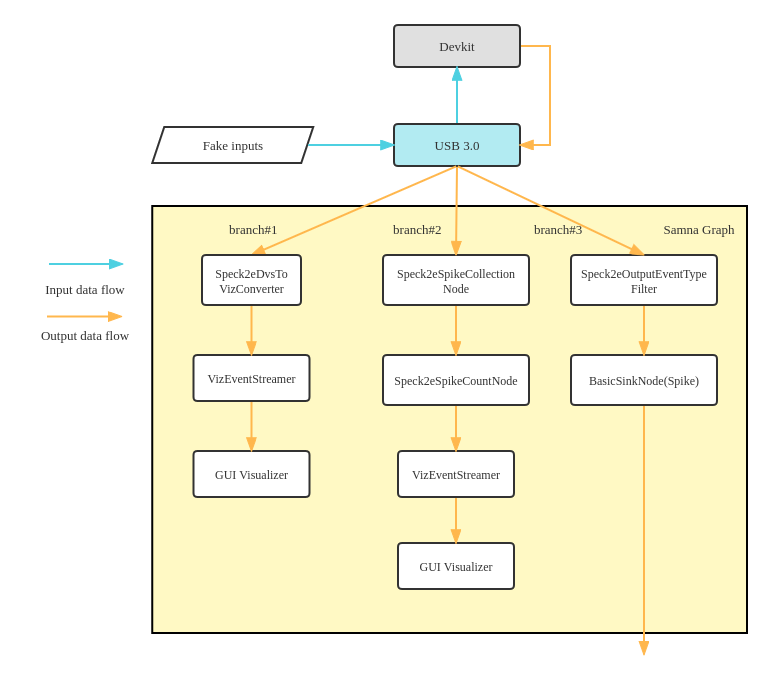 Devkit
Fake inputs
USB 3.0
branch#1
branch#2
branch#3
Samna Graph
Speck2eDvsTo
VizConverter
Speck2eSpikeCollection
Node
Speck2eOutputEventType
Filter
Input data flow
Output data flow
VizEventStreamer
Speck2eSpikeCountNode
BasicSinkNode(Spike)
GUI Visualizer
VizEventStreamer
GUI Visualizer